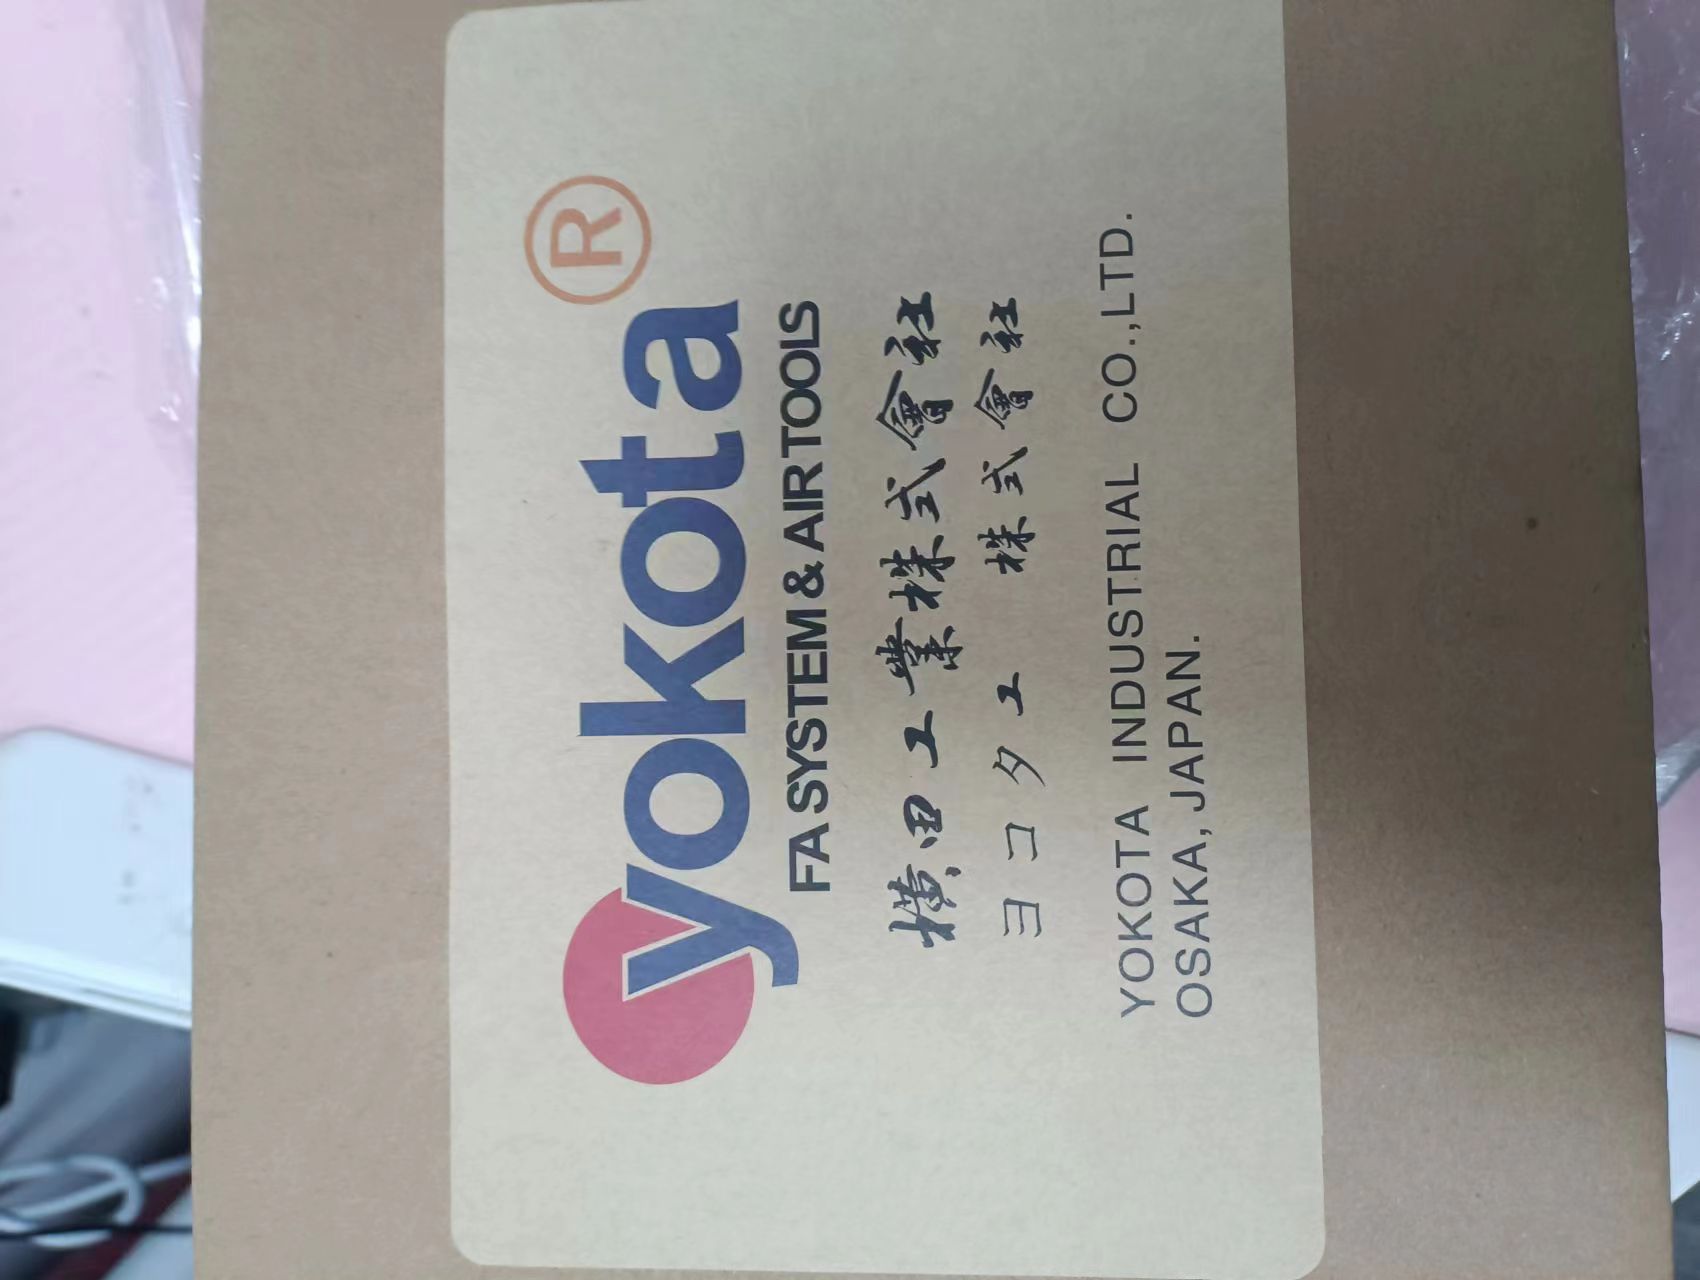 yokota®
FA SYSTEM & AIR TOOLS
横田工業株式會社
ヨコタ工業株式會社
YOKOTA INDUSTRIAL CO.,LTD.
OSAKA, JAPAN.